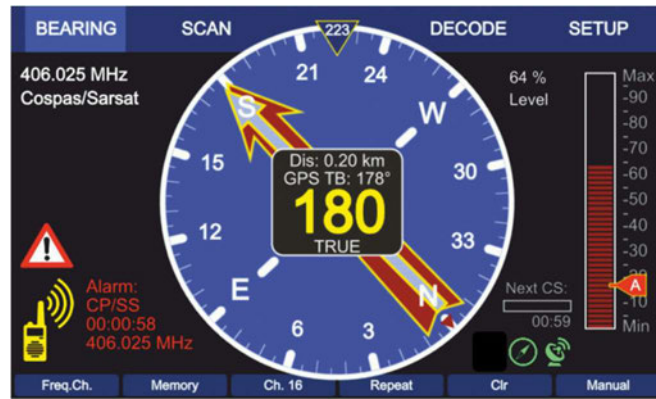 BEARING SCAN DECODE SETUP
223
406.025 MHz
Cospas/Sarsat
64 %
Level
Max
-90
-80
-70
-60
-50
-40
-30
-10
Min
21
24
S
W
15
30
Dis: 0.20 km
GPS TB: 178°
180
TRUE
12
33
E
N
6
3
Alarm:
CP/SS
00:00:58
406.025 MHz
Next CS:
00:59
A
Freq.Ch. Memory Ch. 16 Repeat Clr Manual